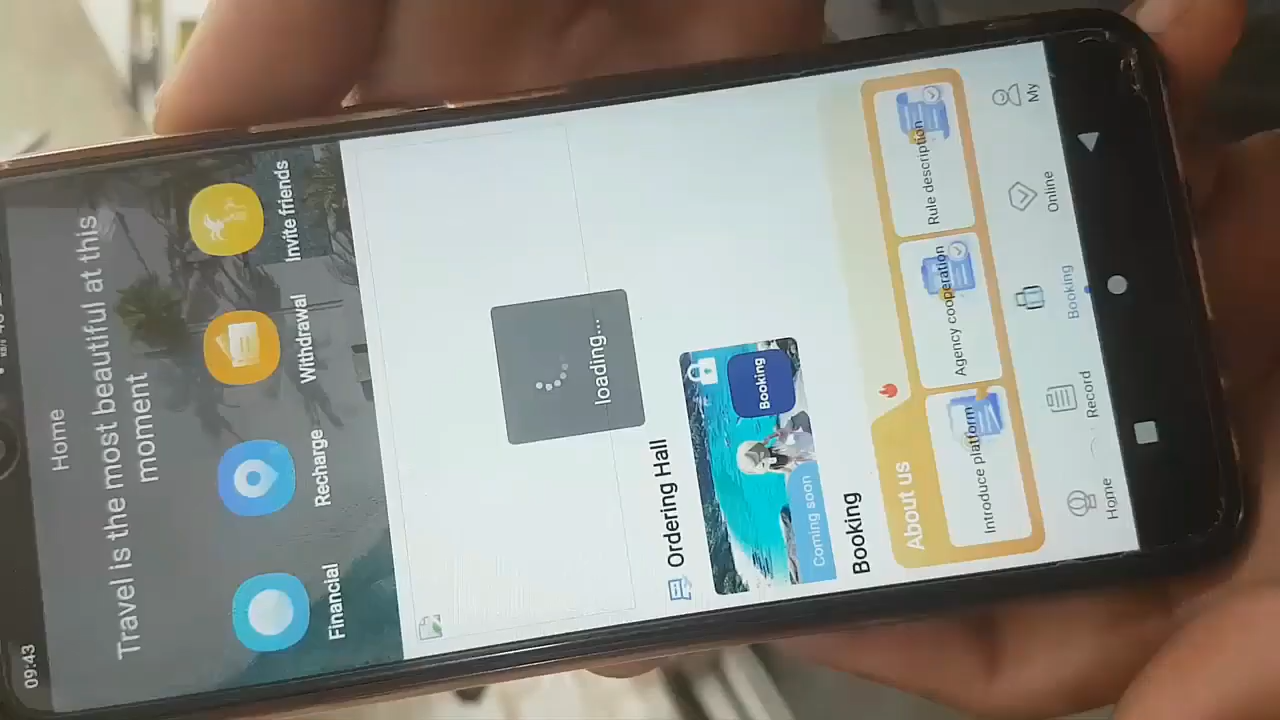 09:43
Home
Travel is the most beautiful at this
moment
Financial
Recharge
Withdrawal
Invite friends
loading...
Ordering Hall
Coming soon
Booking
Booking
About us
Introduce platform
Agency cooperation
Rule description
Home
Record
Booking
Online
My